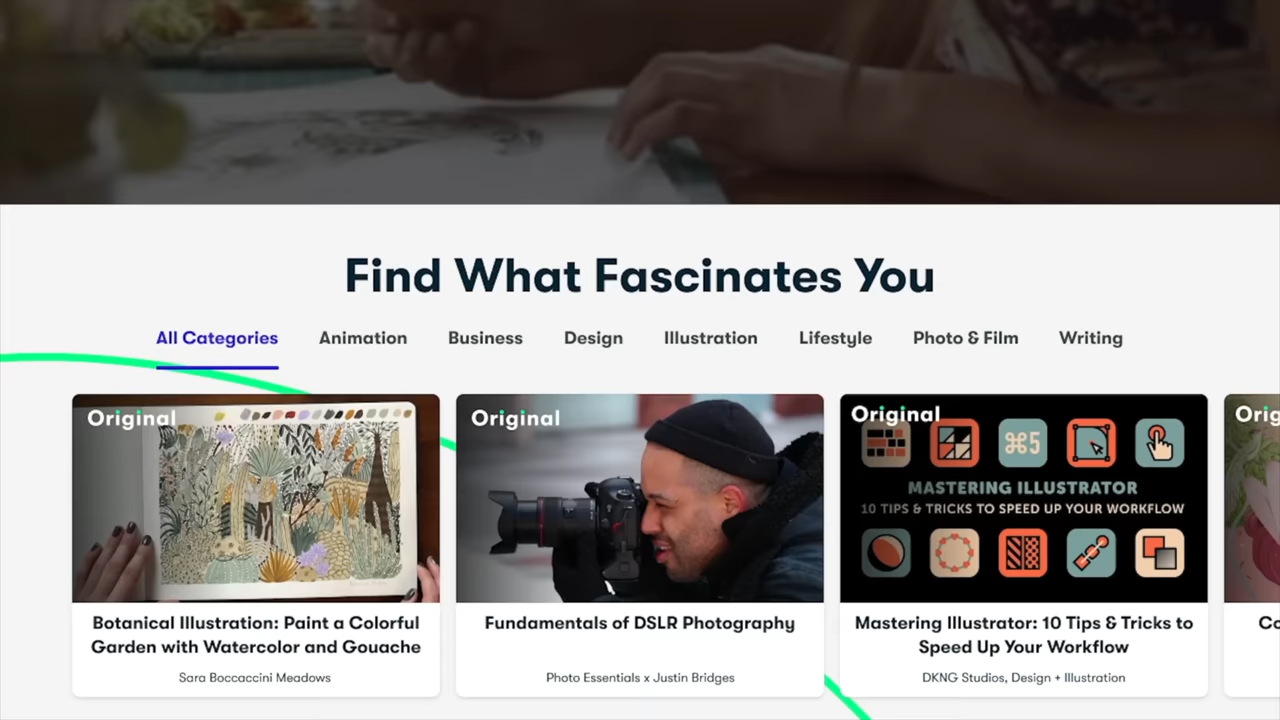 Find What Fascinates You
All Categories Animation Business Design Illustration Lifestyle Photo & Film Writing
Original
Botanical Illustration: Paint a Colorful
Garden with Watercolor and Gouache
Sara Boccaccini Meadows
Original
Fundamentals of DSLR Photography
Photo Essentials x Justin Bridges
Original
⌘5
MASTERING ILLUSTRATOR
10 TIPS & TRICKS TO SPEED UP YOUR WORKFLOW
Mastering Illustrator: 10 Tips & Tricks to
Speed Up Your Workflow
DKNG Studios, Design + Illustration
Orig
Co